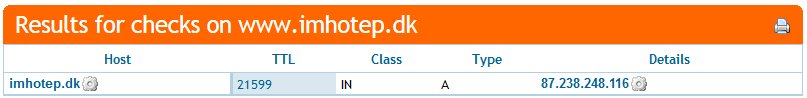 Results for checks on www.imhotep.dk
Host TTL Class Type Details
imhotep.dk 21599 IN A 87.238.248.116